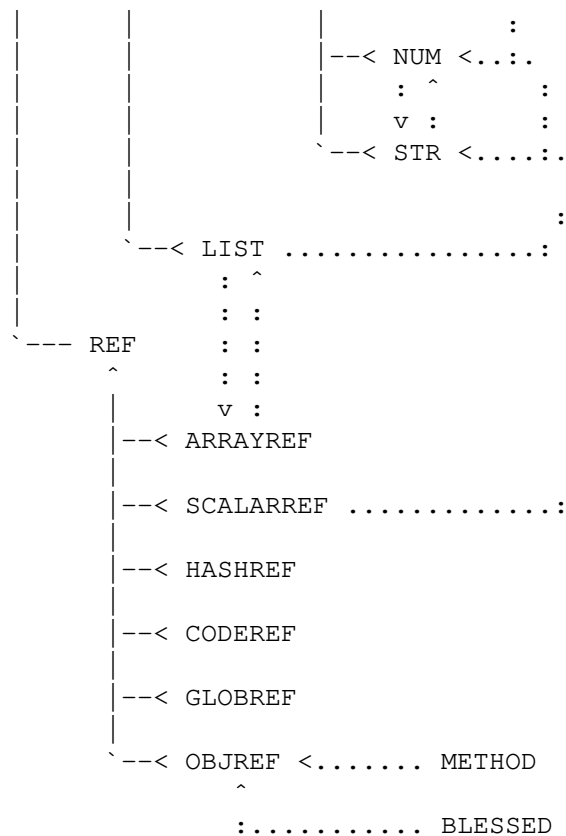 |       |           |           :
|       |           |--< NUM <..:.
|       |           |    : ^     :
|       |           |    v :     :
|       |           `--< STR <....:.
|       |
|       |                          :
|       `--< LIST ................:
|             : ^
|             : :
`--- REF      : :
      ^       : :
      |       v :
      |--< ARRAYREF
      |
      |--< SCALARREF .............:
      |
      |--< HASHREF
      |
      |--< CODEREF
      |
      |--< GLOBREF
      |
      `--< OBJREF <....... METHOD
              ^
              :........... BLESSED